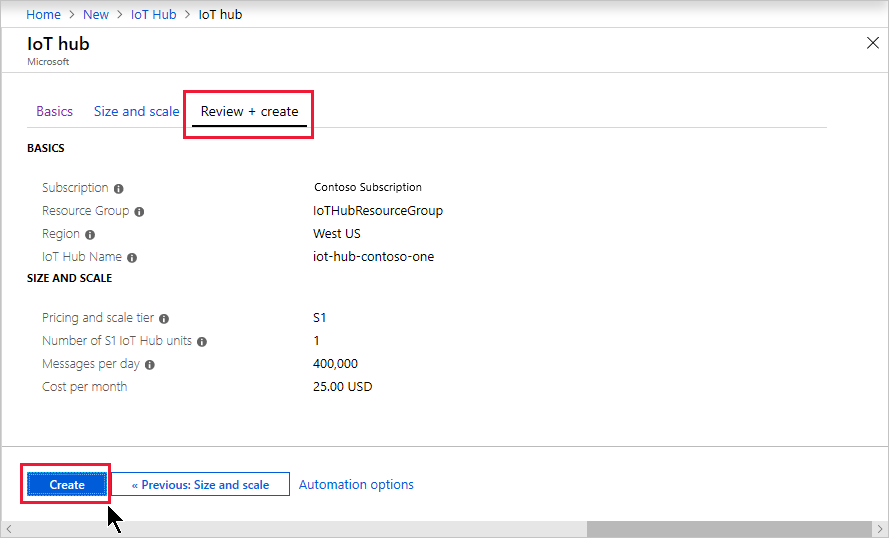 Home > New > IoT Hub > IoT hub
IoT hub
Microsoft
Basics Size and scale Review + create
BASICS
Subscription Contoso Subscription
Resource Group IoTHubResourceGroup
Region West US
IoT Hub Name iot-hub-contoso-one
SIZE AND SCALE
Pricing and scale tier S1
Number of S1 IoT Hub units 1
Messages per day 400,000
Cost per month 25.00 USD
Create « Previous: Size and scale Automation options